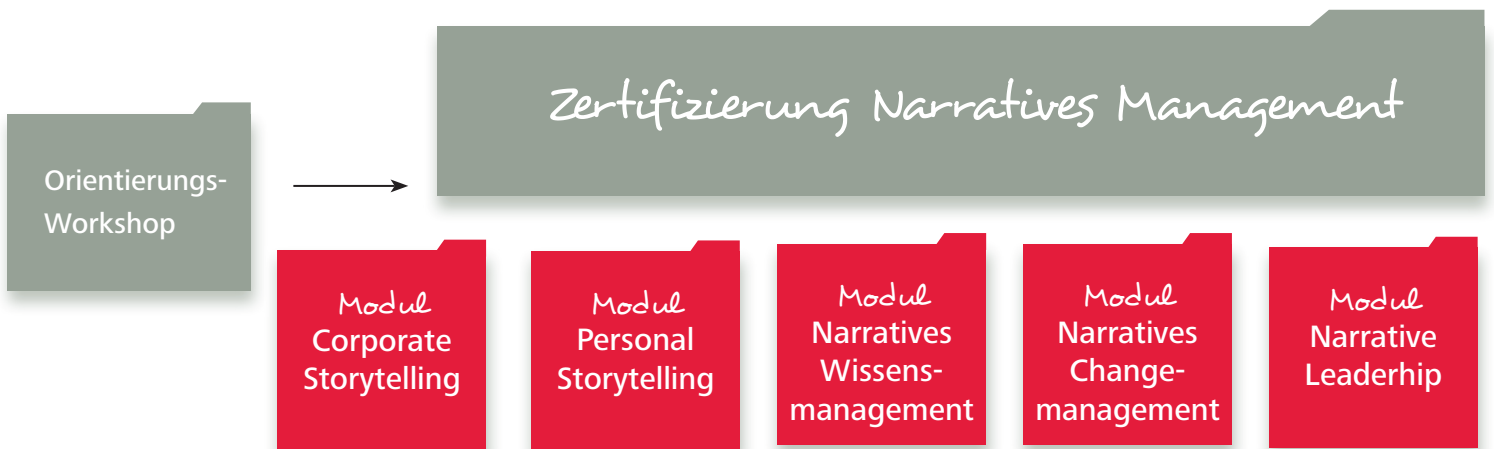 Zertifizierung Narratives Management
Orientierungs-
Workshop
Modul
Corporate
Storytelling
Modul
Personal
Storytelling
Modul
Narratives
Wissens-
management
Modul
Narratives
Change-
management
Modul
Narrative
Leaderhip